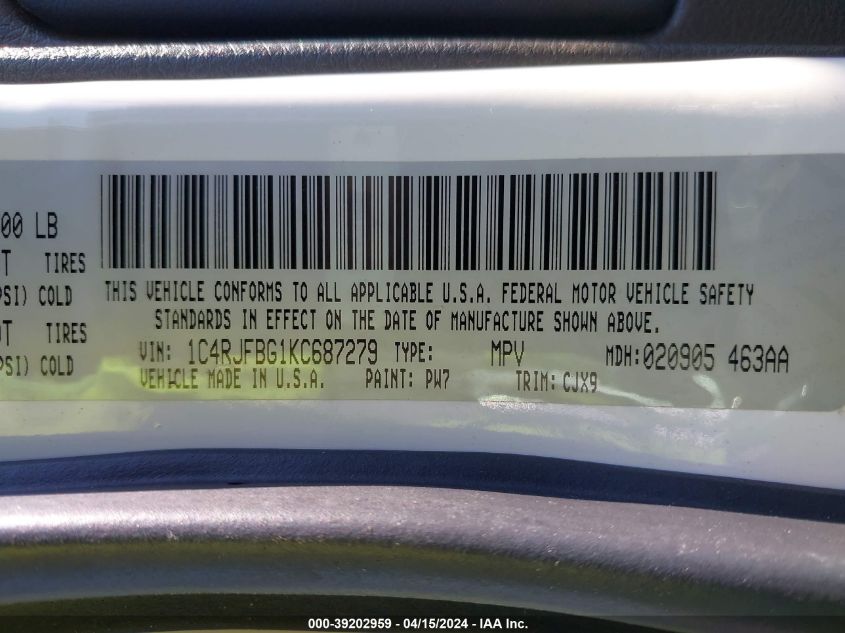 00 LB
T TIRES
PSI) COLD
OT TIRES
PSI) COLD
THIS VEHICLE CONFORMS TO ALL APPLICABLE U.S.A. FEDERAL MOTOR VEHICLE SAFETY
STANDARDS IN EFFECT ON THE DATE OF MANUFACTURE SHOWN ABOVE.
VIN: 1C4RJFBG1KC687279 TYPE: MPV MDH:020905 463AA
VEHICLE MADE IN U.S.A. PAINT: PW7 TRIM: CJX9
000-39202959 - 04/15/2024 - IAA Inc.